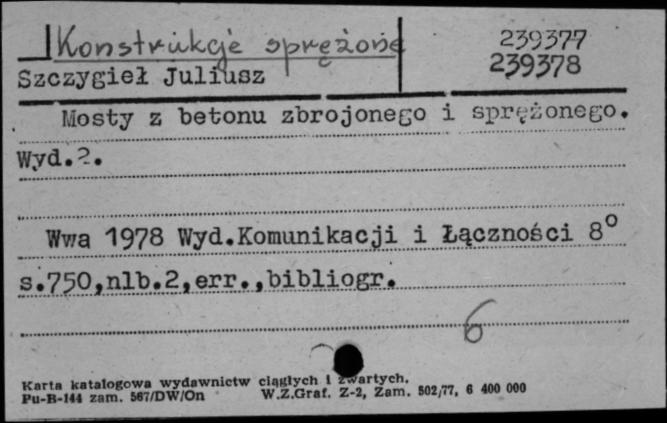 Konstrukcje sprężone
239377
Szczygieł Juliusz
239378
Mosty z betonu zbrojonego i sprężonego.
Wyd.2.
Wwa 1978 Wyd.Komunikacji i Łączności 8°
s.750,nlb.2,err.,bibliogr.
6
Karta katalogowa wydawnictw ciągłych i zwartych.
Pu-B-144 zam. 567/DW/On W.Z.Graf. Z-2, Zam. 502/77, 6 400 000